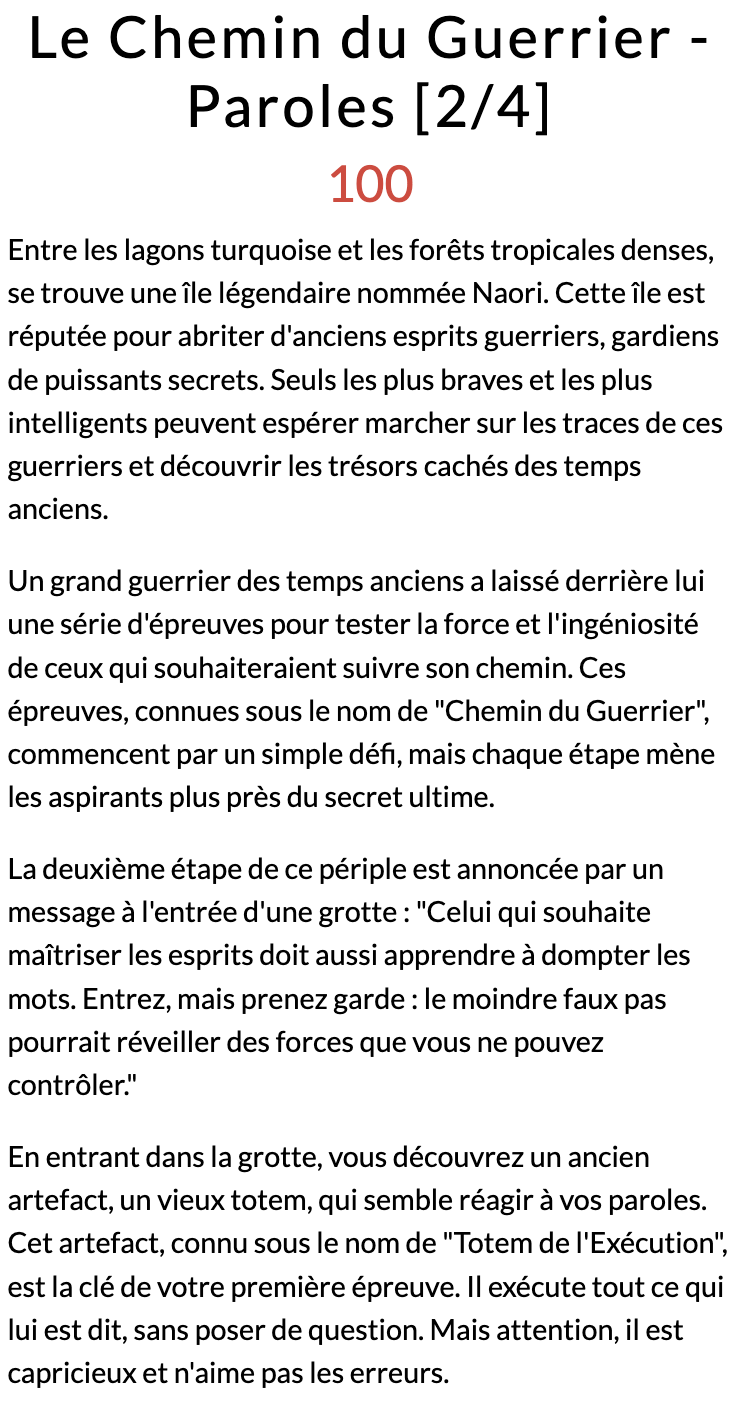 Le Chemin du Guerrier -
Paroles [2/4]
100
Entre les lagons turquoise et les forêts tropicales denses,
se trouve une île légendaire nommée Naori. Cette île est
réputée pour abriter d'anciens esprits guerriers, gardiens
de puissants secrets. Seuls les plus braves et les plus
intelligents peuvent espérer marcher sur les traces de ces
guerriers et découvrir les trésors cachés des temps
anciens.
Un grand guerrier des temps anciens a laissé derrière lui
une série d'épreuves pour tester la force et l'ingéniosité
de ceux qui souhaiteraient suivre son chemin. Ces
épreuves, connues sous le nom de "Chemin du Guerrier",
commencent par un simple défi, mais chaque étape mène
les aspirants plus près du secret ultime.
La deuxième étape de ce périple est annoncée par un
message à l'entrée d'une grotte : "Celui qui souhaite
maîtriser les esprits doit aussi apprendre à dompter les
mots. Entrez, mais prenez garde : le moindre faux pas
pourrait réveiller des forces que vous ne pouvez
contrôler."
En entrant dans la grotte, vous découvrez un ancien
artefact, un vieux totem, qui semble réagir à vos paroles.
Cet artefact, connu sous le nom de "Totem de l'Exécution",
est la clé de votre première épreuve. Il exécute tout ce qui
lui est dit, sans poser de question. Mais attention, il est
capricieux et n'aime pas les erreurs.